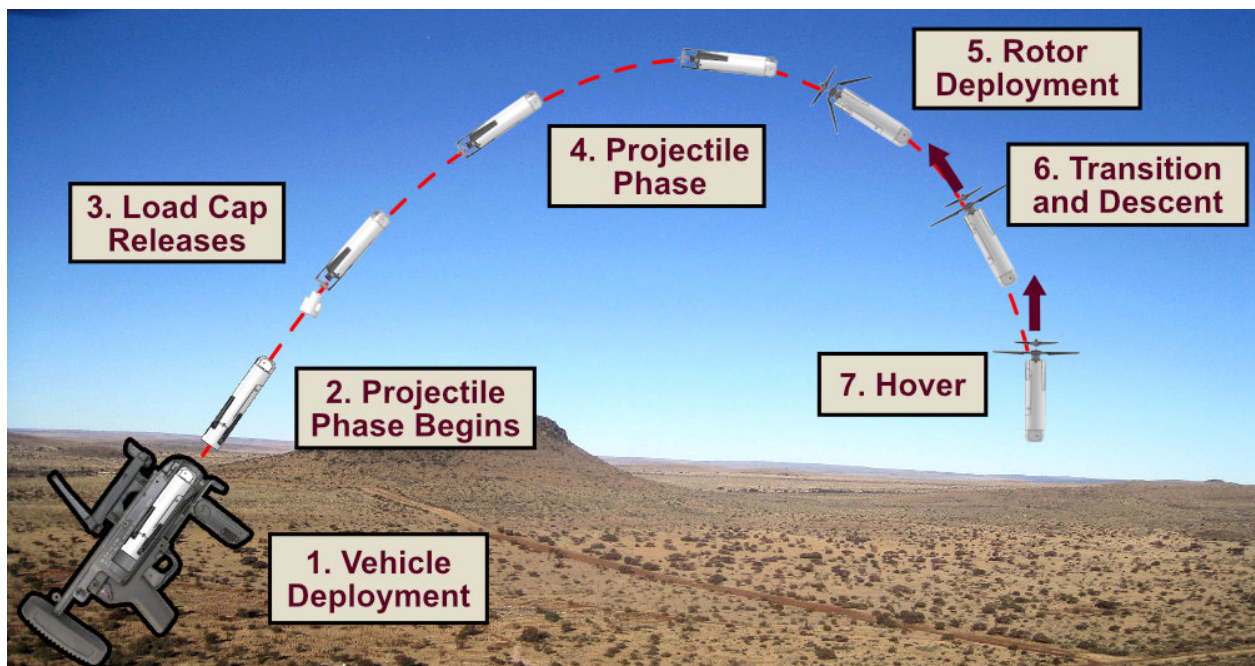 1. Vehicle
Deployment
2. Projectile
Phase Begins
3. Load Cap
Releases
4. Projectile
Phase
5. Rotor
Deployment
6. Transition
and Descent
7. Hover